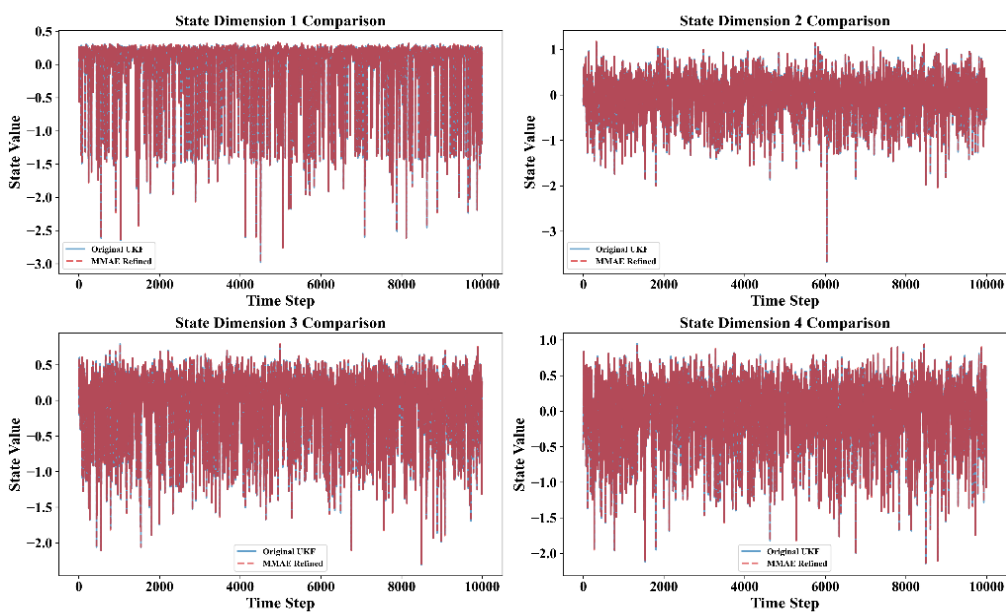 State Dimension 1 Comparison
0.5
0.0
−0.5
−1.0
−1.5
−2.0
−2.5
−3.0
State Value
Original UKF
MMAE Refined
0 2000 4000 6000 8000 10000
Time Step
State Dimension 2 Comparison
1
0
−1
−2
−3
State Value
Original UKF
MMAE Refined
0 2000 4000 6000 8000 10000
Time Step
State Dimension 3 Comparison
0.5
0.0
−0.5
−1.0
−1.5
−2.0
State Value
Original UKF
MMAE Refined
0 2000 4000 6000 8000 10000
Time Step
State Dimension 4 Comparison
1.0
0.5
0.0
−0.5
−1.0
−1.5
−2.0
State Value
Original UKF
MMAE Refined
0 2000 4000 6000 8000 10000
Time Step